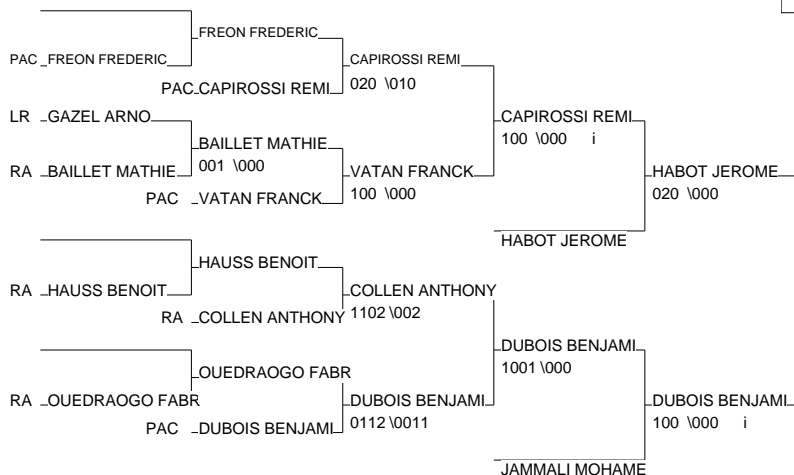 FREON FREDERIC
PAC FREON FREDERIC
CAPIROSSI REMI
PAC CAPIROSSI REMI
020 \010
LR GAZEL ARNO
CAPIROSSI REMI
100 \000 i
BAILLET MATHIE
001 \000
RA BAILLET MATHIE
VATAN FRANCK
100 \000
HABOT JEROME
020 \000
PAC VATAN FRANCK
HABOT JEROME
HAUSS BENOIT
RA HAUSS BENOIT
COLLEN ANTHONY
1102 \002
RA COLLEN ANTHONY
DUBOIS BENJAMI
1001 \000
OUEDRAOGO FABR
RA OUEDRAOGO FABR
DUBOIS BENJAMI
0112 \0011
DUBOIS BENJAMI
100 \000 i
PAC DUBOIS BENJAMI
JAMMALI MOHAME